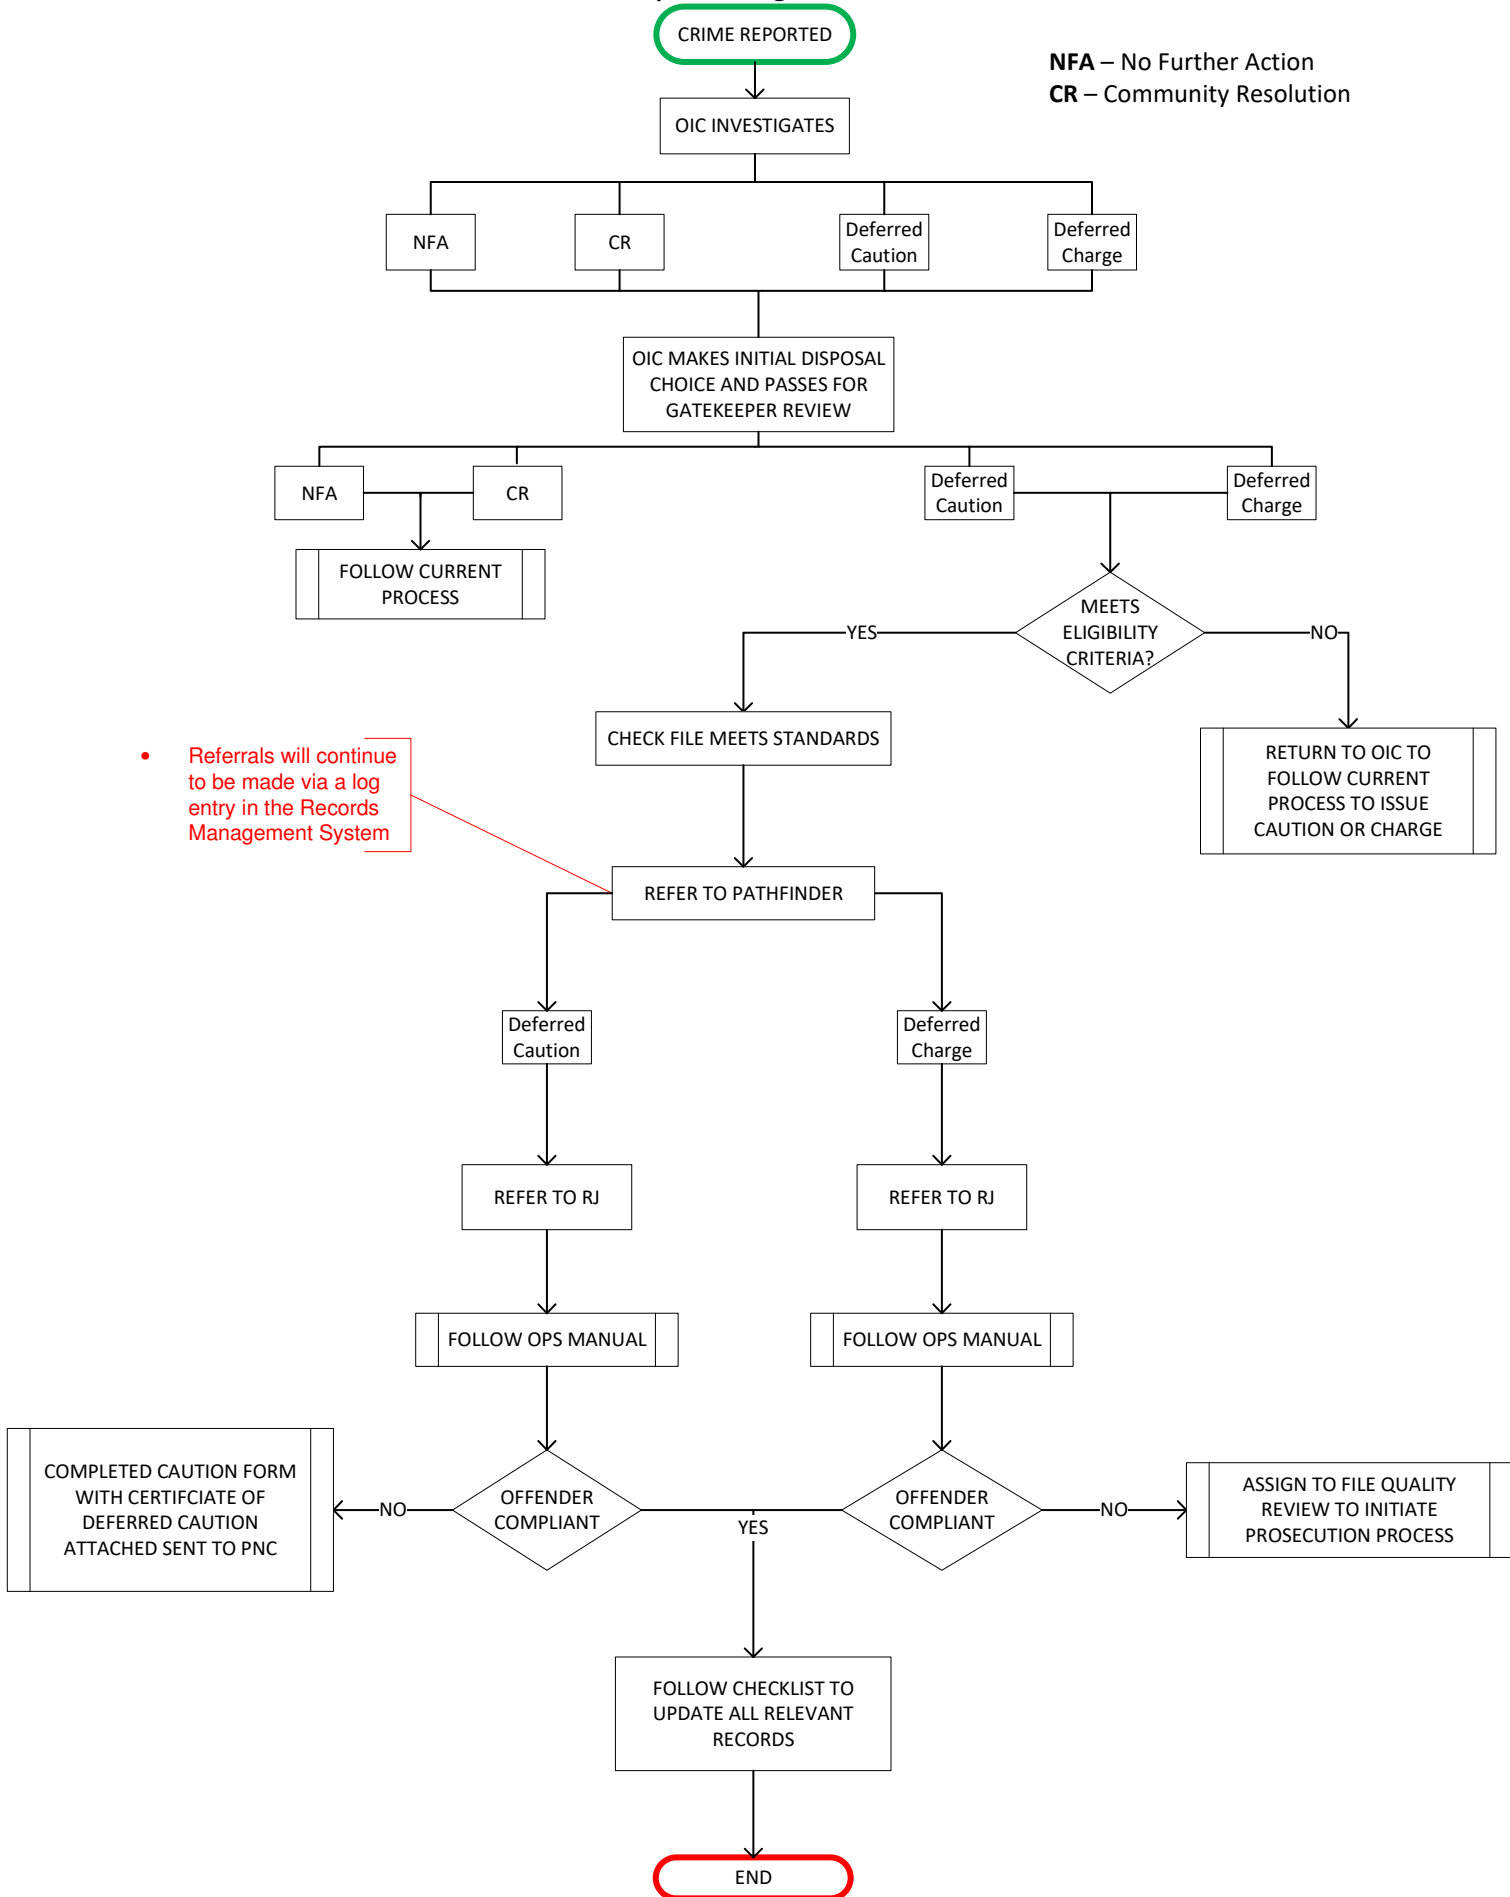 CRIME REPORTED
NFA – No Further Action
CR – Community Resolution
OIC INVESTIGATES
NFA
CR
Deferred
Caution
Deferred
Charge
OIC MAKES INITIAL DISPOSAL
CHOICE AND PASSES FOR
GATEKEEPER REVIEW
NFA
CR
Deferred
Caution
Deferred
Charge
FOLLOW CURRENT
PROCESS
MEETS
ELIGIBILITY
CRITERIA?
YES
NO
CHECK FILE MEETS STANDARDS
RETURN TO OIC TO
FOLLOW CURRENT
PROCESS TO ISSUE
CAUTION OR CHARGE
• Referrals will continue
to be made via a log
entry in the Records
Management System
REFER TO PATHFINDER
Deferred
Caution
Deferred
Charge
REFER TO RJ
REFER TO RJ
FOLLOW OPS MANUAL
FOLLOW OPS MANUAL
COMPLETED CAUTION FORM
WITH CERTIFCIATE OF
DEFERRED CAUTION
ATTACHED SENT TO PNC
NO
OFFENDER
COMPLIANT
YES
OFFENDER
COMPLIANT
NO
ASSIGN TO FILE QUALITY
REVIEW TO INITIATE
PROSECUTION PROCESS
FOLLOW CHECKLIST TO
UPDATE ALL RELEVANT
RECORDS
END